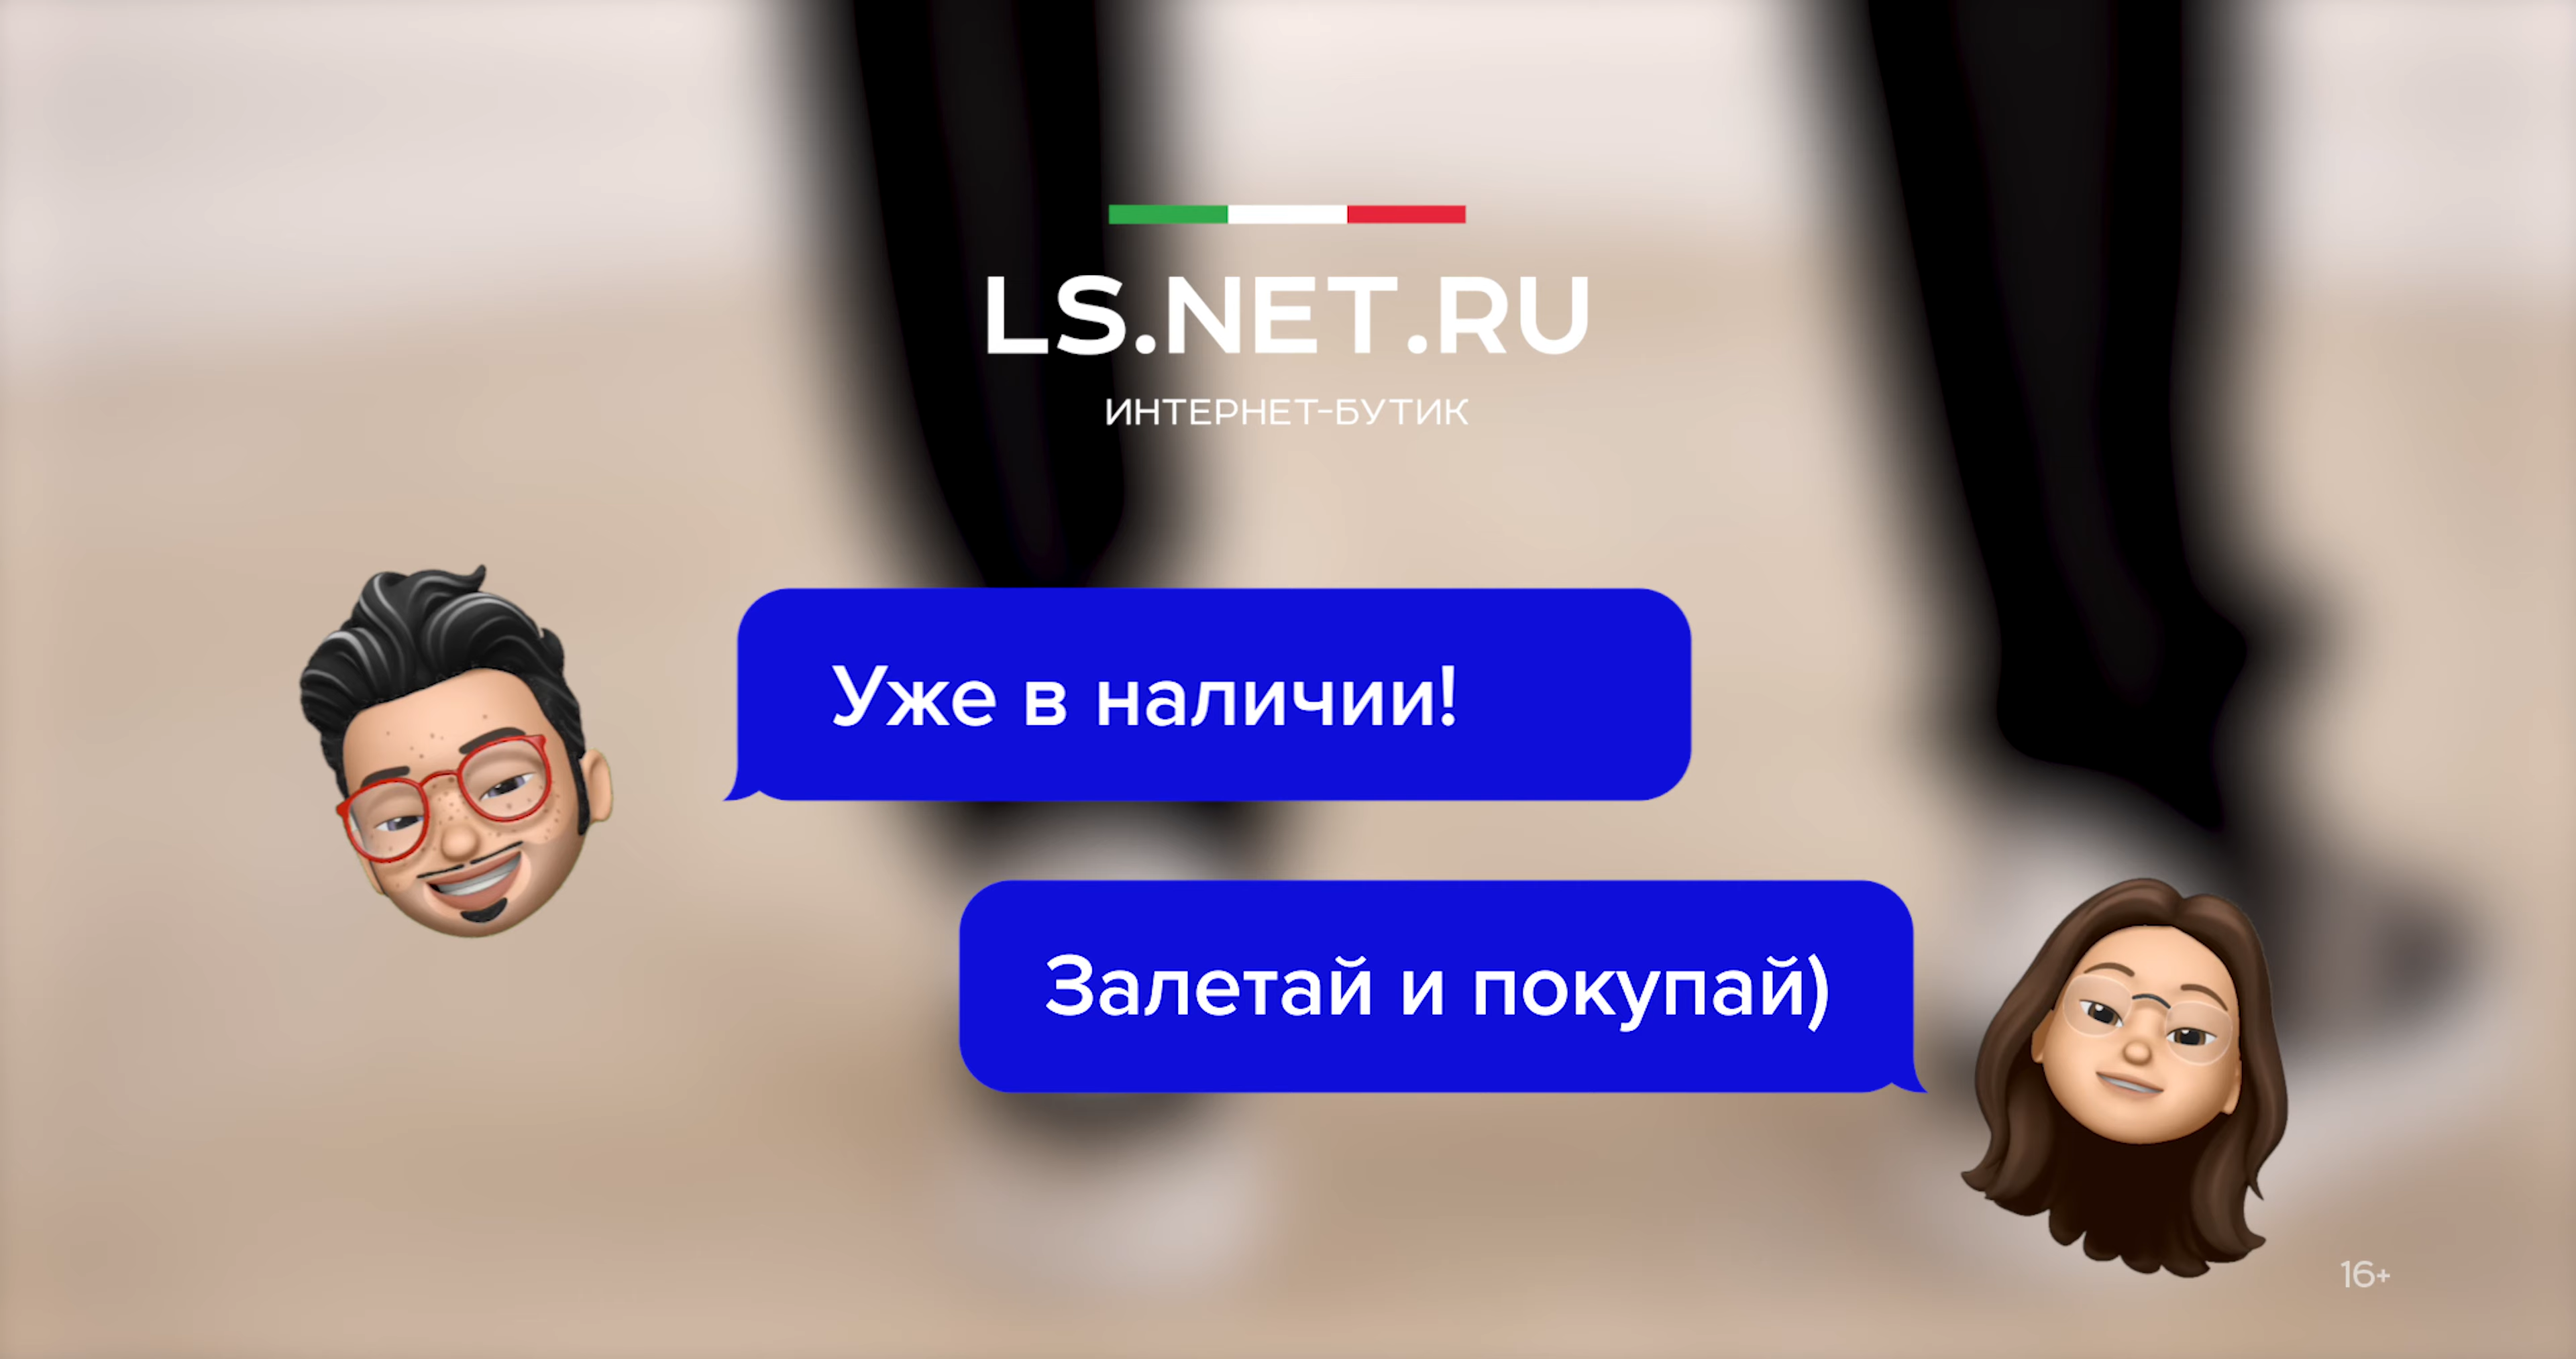 LS.NET.RU
ИНТЕРНЕТ-БУТИК
Уже в наличии!
Залетай и покупай)
16+